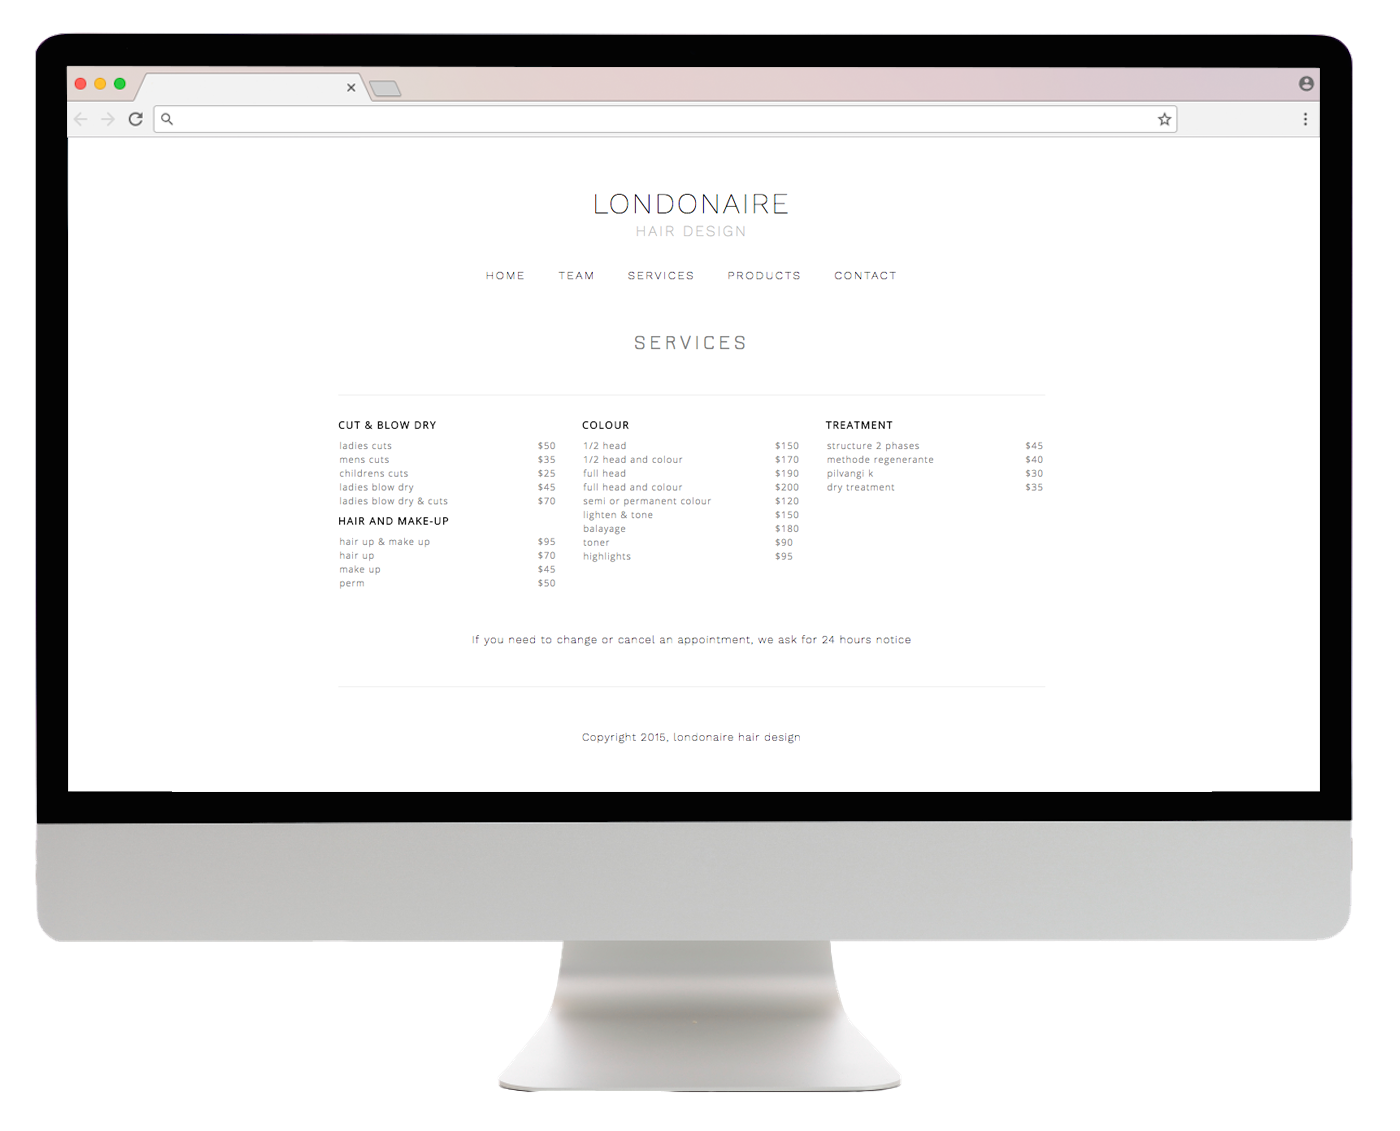 LONDONAIRE
HAIR DESIGN
HOME TEAM SERVICES PRODUCTS CONTACT
SERVICES
CUT & BLOW DRY
ladies cuts $50
mens cuts $35
childrens cuts $25
ladies blow dry $45
ladies blow dry & cuts $70
HAIR AND MAKE-UP
hair up & make up $95
hair up $70
make up $45
perm $50
COLOUR
1/2 head $150
1/2 head and colour $170
full head $190
full head and colour $200
semi or permanent colour $120
lighten & tone $150
balayage $180
toner $90
highlights $95
TREATMENT
structure 2 phases $45
methode regenerante $40
pilvangi k $30
dry treatment $35
If you need to change or cancel an appointment, we ask for 24 hours notice
Copyright 2015, londonaire hair design